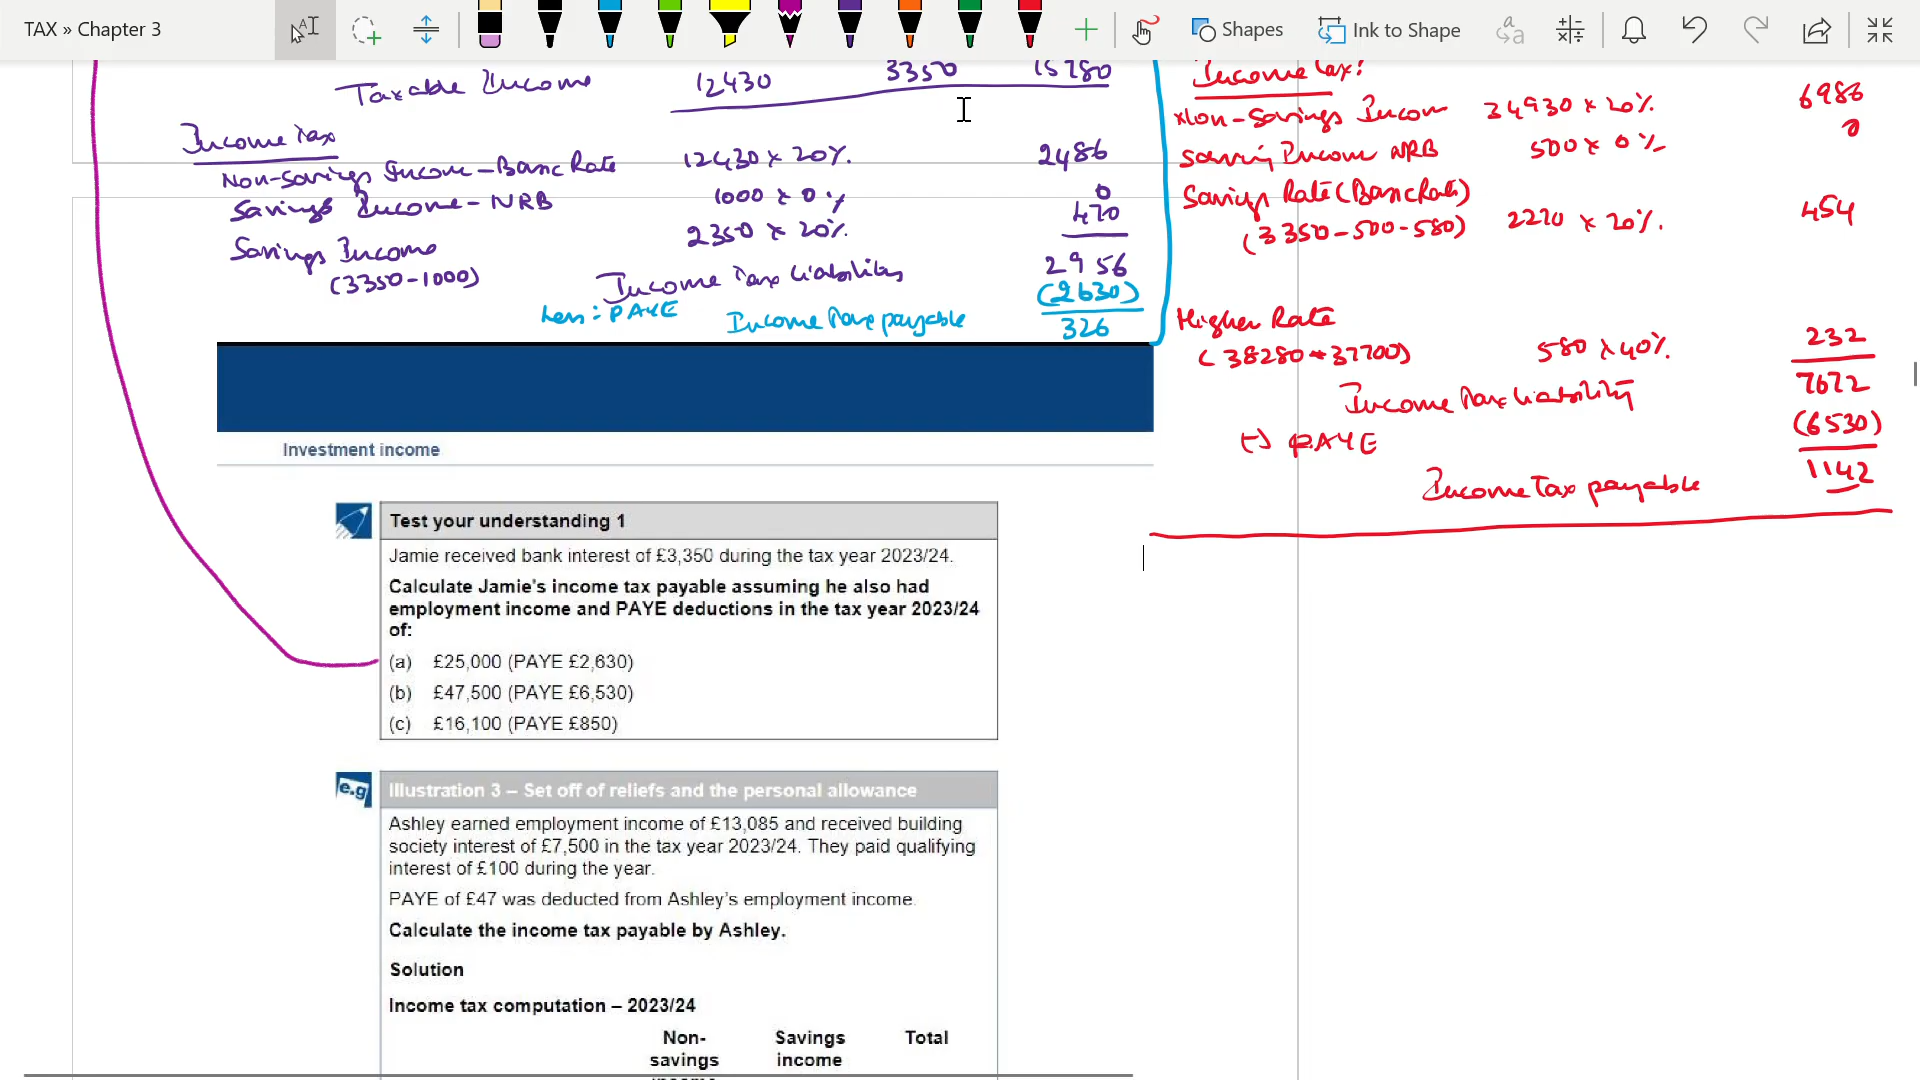 TAX » Chapter 3
Shapes
Ink to Shape
Taxable Income 12430 3350 15780
Income Tax
Non-Savings Income - Basic Rate 12430 x 20% 2486
Savings Income - NRB 1000 x 0% 0
Savings Income 2350 x 20% 470
(3350-1000)
Income Tax Liability 2956
Less: PAYE (2630)
Income Tax payable 326
Income Tax:
Non-Savings Income 34930 x 20% 6986
Saving Income NRB 500 x 0% 0
Savings Rate (Basic Rate)
(3350-500-580) 2270 x 20% 454
Higher Rate
(38280-37700) 580 x 40% 232
Income Tax Liability 7672
(-) PAYE (6530)
Income Tax payable 1142
Investment income
Test your understanding 1
Jamie received bank interest of £3,350 during the tax year 2023/24.
Calculate Jamie's income tax payable assuming he also had
employment income and PAYE deductions in the tax year 2023/24
of:
(a) £25,000 (PAYE £2,630)
(b) £47,500 (PAYE £6,530)
(c) £16,100 (PAYE £850)
e.g
Illustration 3 – Set off of reliefs and the personal allowance
Ashley earned employment income of £13,085 and received building
society interest of £7,500 in the tax year 2023/24. They paid qualifying
interest of £100 during the year.
PAYE of £47 was deducted from Ashley's employment income.
Calculate the income tax payable by Ashley.
Solution
Income tax computation – 2023/24
Non- Savings Total
savings income